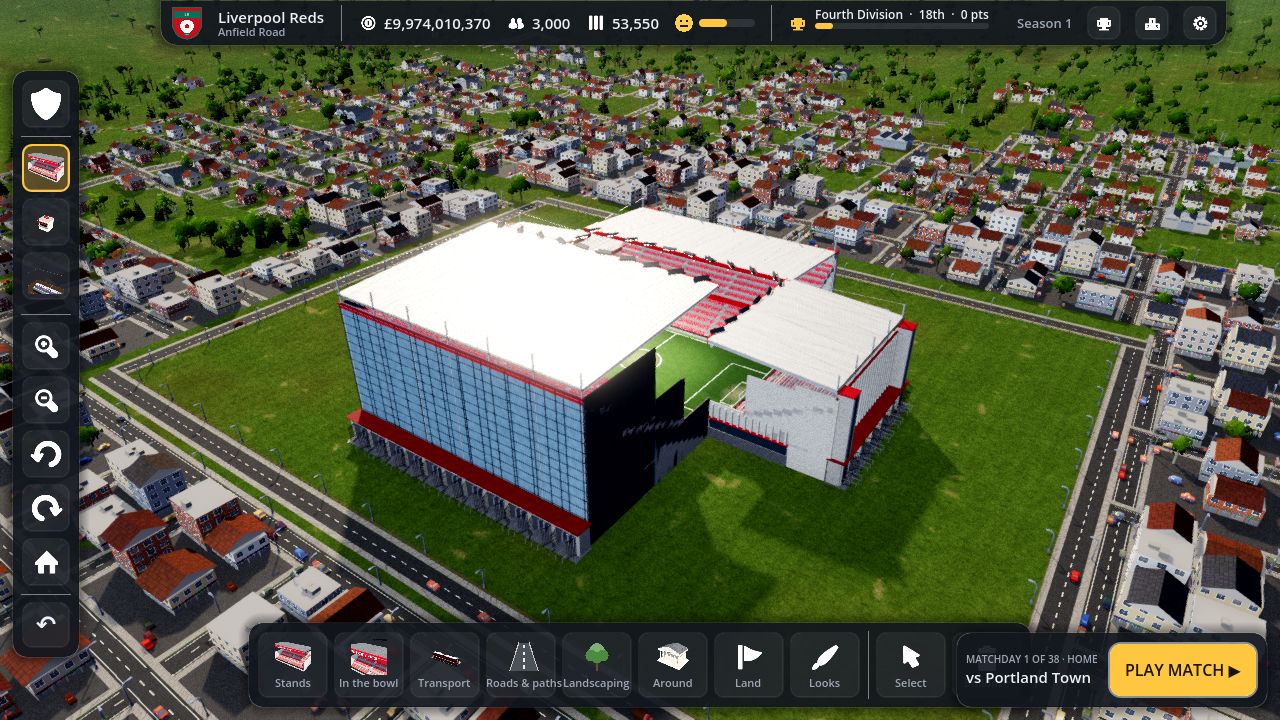 Liverpool Reds
Anfield Road
£9,974,010,370
3,000
53,550
Fourth Division · 18th · 0 pts
Season 1
Stands
In the bowl
Transport
Roads & paths
Landscaping
Around
Land
Looks
Select
MATCHDAY 1 OF 38 · HOME
vs Portland Town
PLAY MATCH ▶